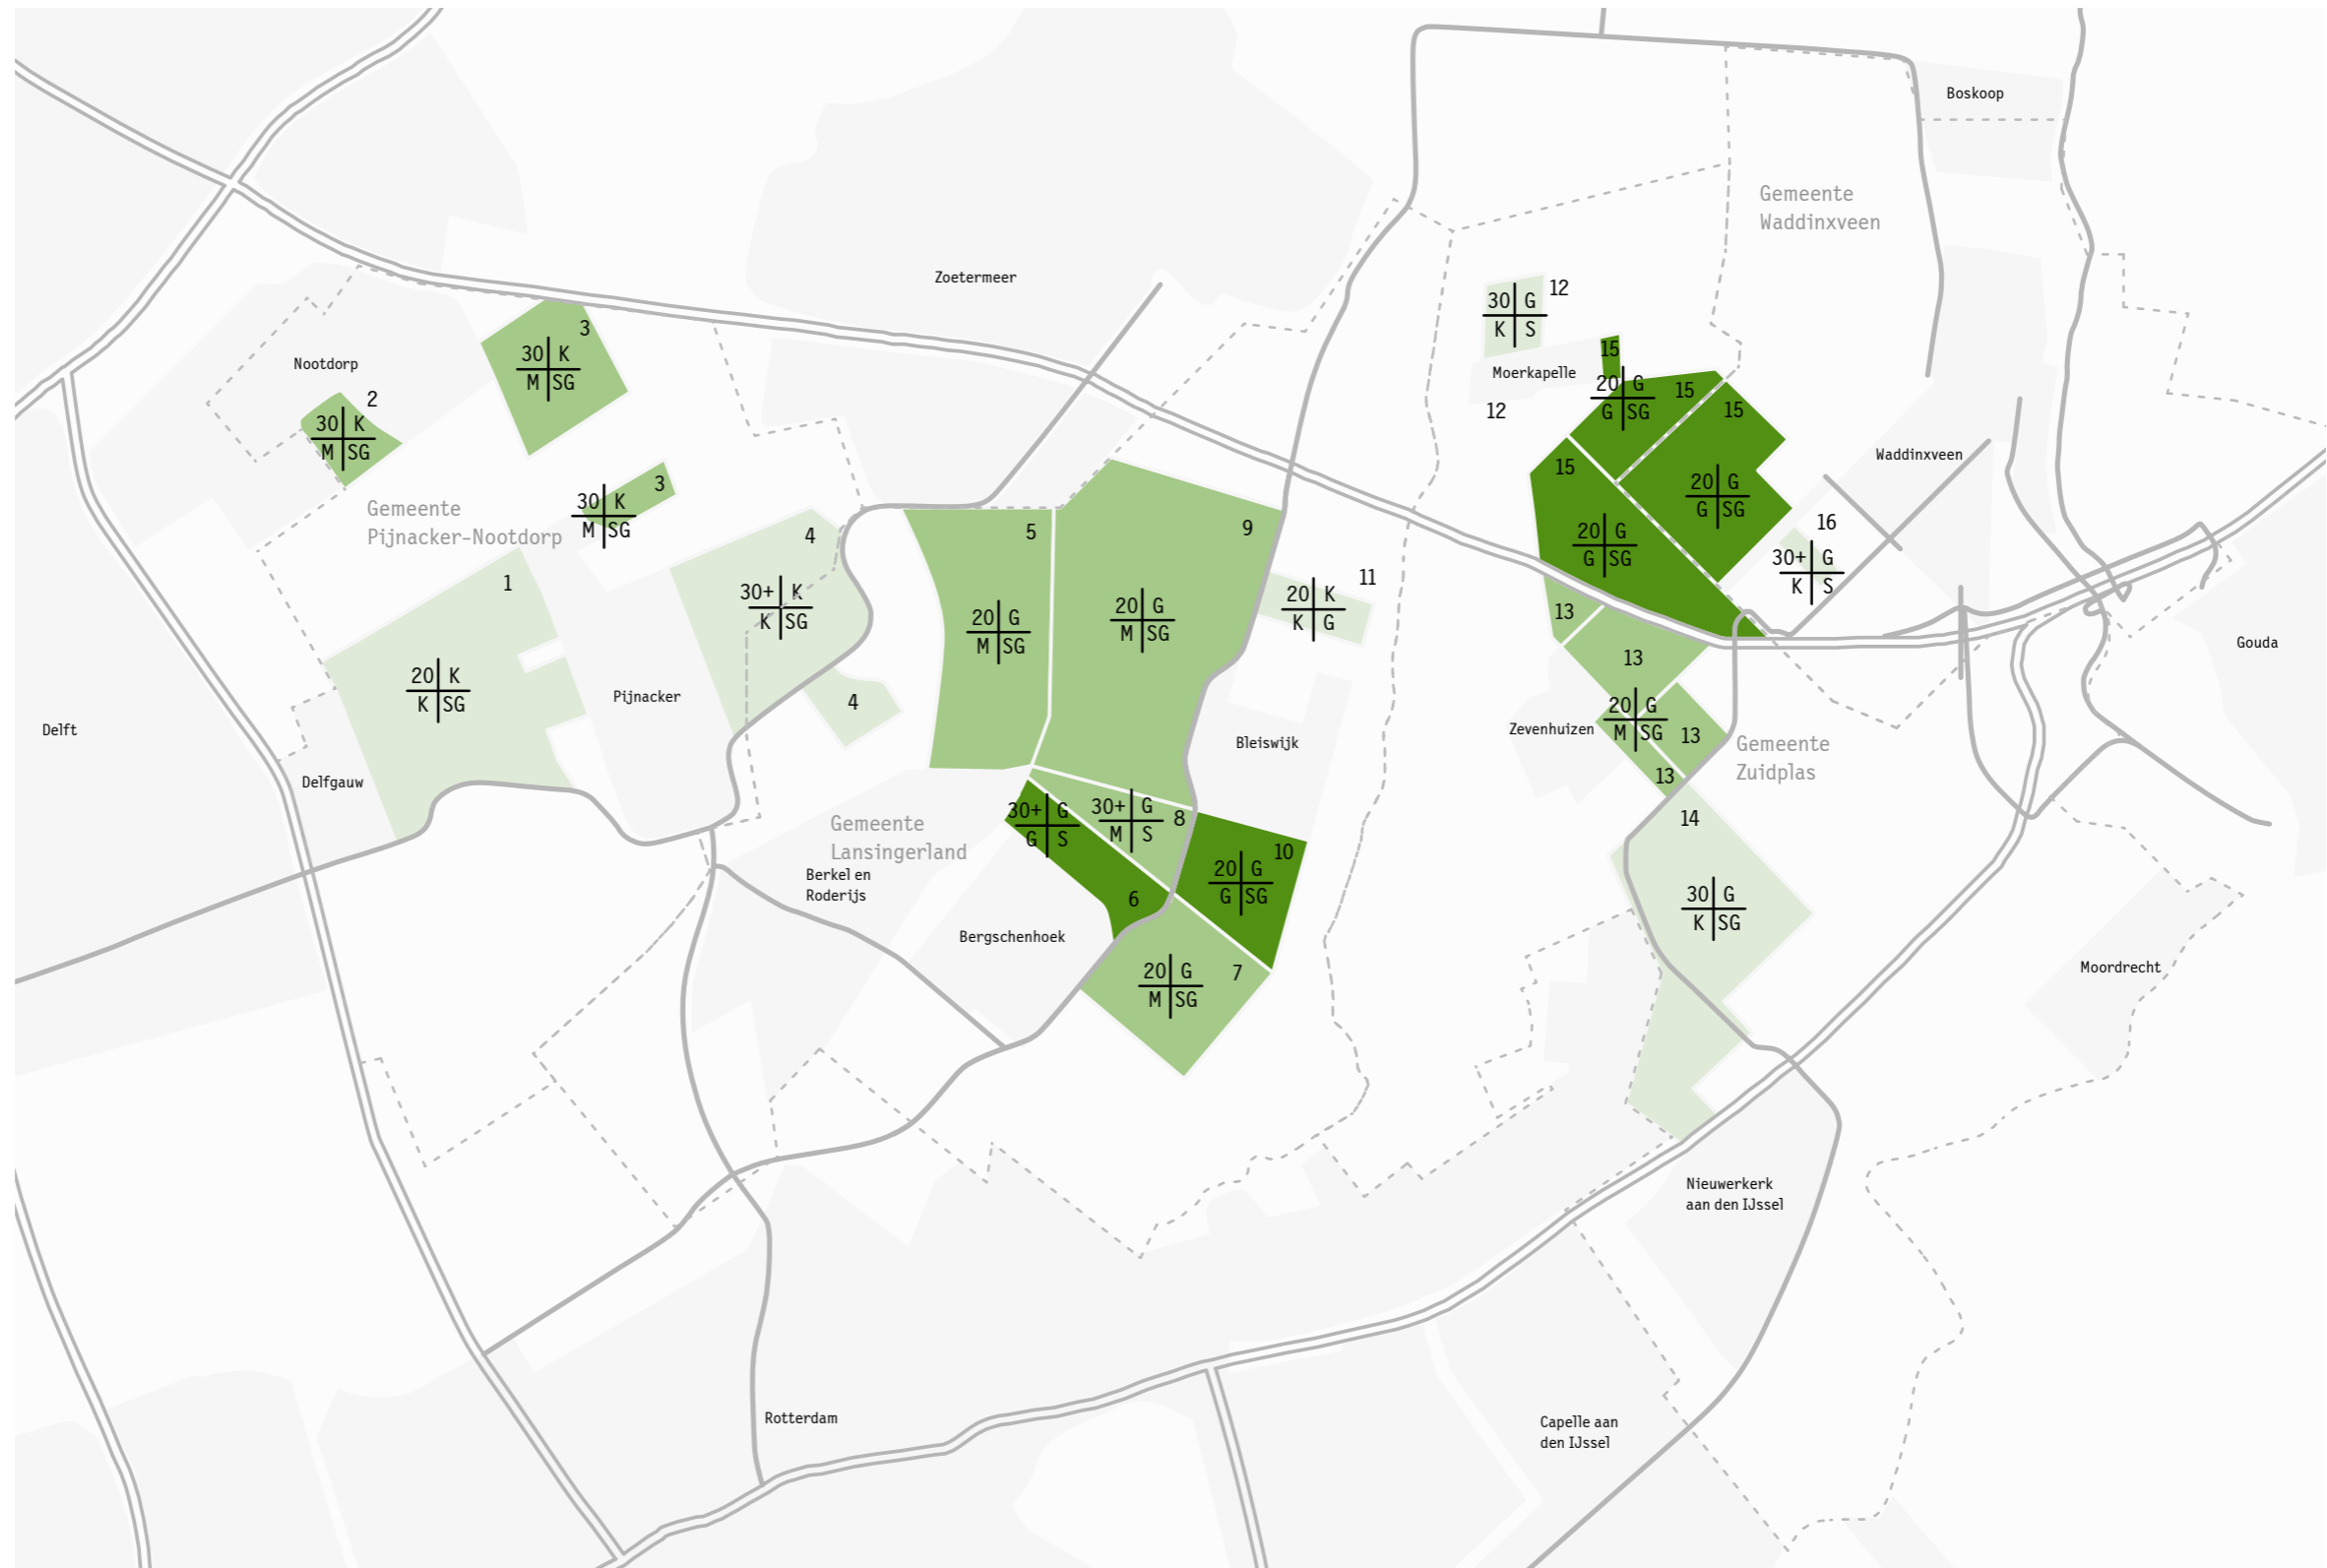 Boskoop
Gemeente
Waddinxveen
Zoetermeer
12
30 G
K S
3
30 K
M SG
Nootdorp
15
Moerkapelle
20 G
G SG
15
15
12
2
30 K
M SG
Waddinxveen
15
20 G
G SG
3
30 K
M SG
Gemeente
Pijnacker-Nootdorp
16
30+ G
K S
4
5
9
20 G
G SG
1
30+ K
K SG
11
20 K
K G
20 G
M SG
20 G
M SG
13
Gouda
13
20 K
K SG
Pijnacker
4
20 G
M SG
Delft
Zevenhuizen
13
Bleiswijk
Gemeente
Zuidplas
13
Delfgauw
30+ G
G S
30+ G
M S
8
14
Gemeente
Lansingerland
10
20 G
G SG
Berkel en
Roderijs
6
30 G
K SG
Bergschenhoek
7
20 G
M SG
Moordrecht
Nieuwerkerk
aan den IJssel
Rotterdam
Capelle aan
den IJssel